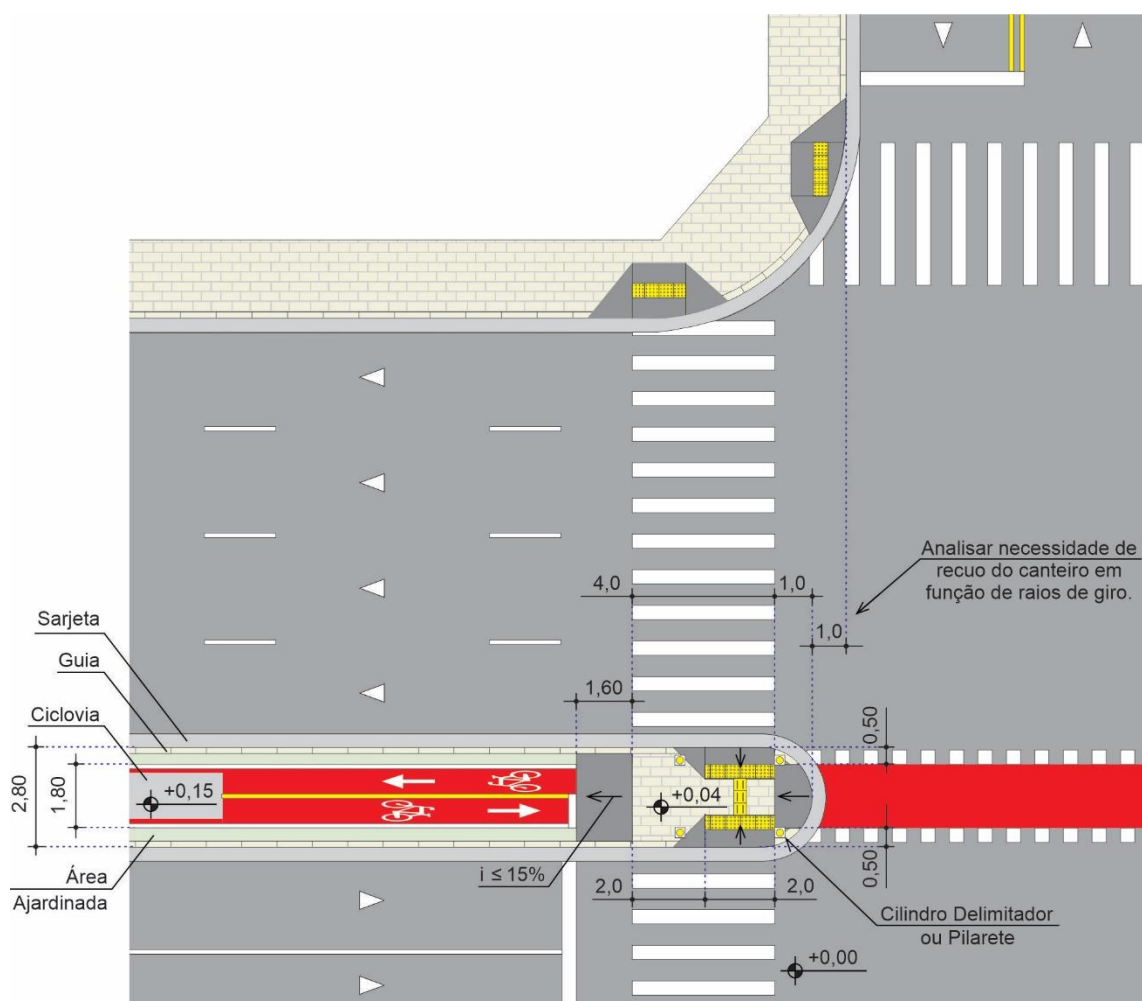 Analisar necessidade de
recuo do canteiro em
função de raios de giro.
4,0
1,0
1,0
Sarjeta
Guia
Ciclovia
1,60
0,50
2,80
1,80
+0,15
+0,04
Área
Ajardinada
i ≤ 15%
2,0
2,0
0,50
Cilindro Delimitador
ou Pilarete
+0,00